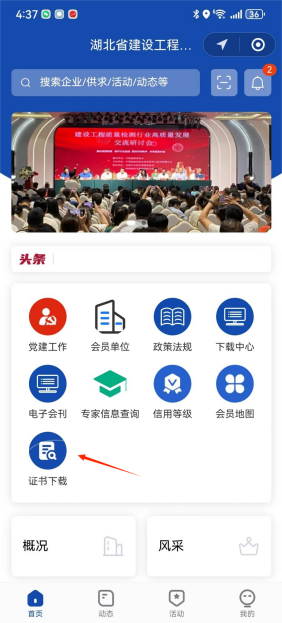 4:37
36
湖北省建设工程...
搜索企业/供求/活动/动态等
2
建设工程质量检测行业高质量发展
交流研讨会
头条
党建工作
会员单位
政策法规
下载中心
电子会刊
专家信息查询
信用等级
会员地图
证书下载
概况
风采
首页
动态
活动
我的